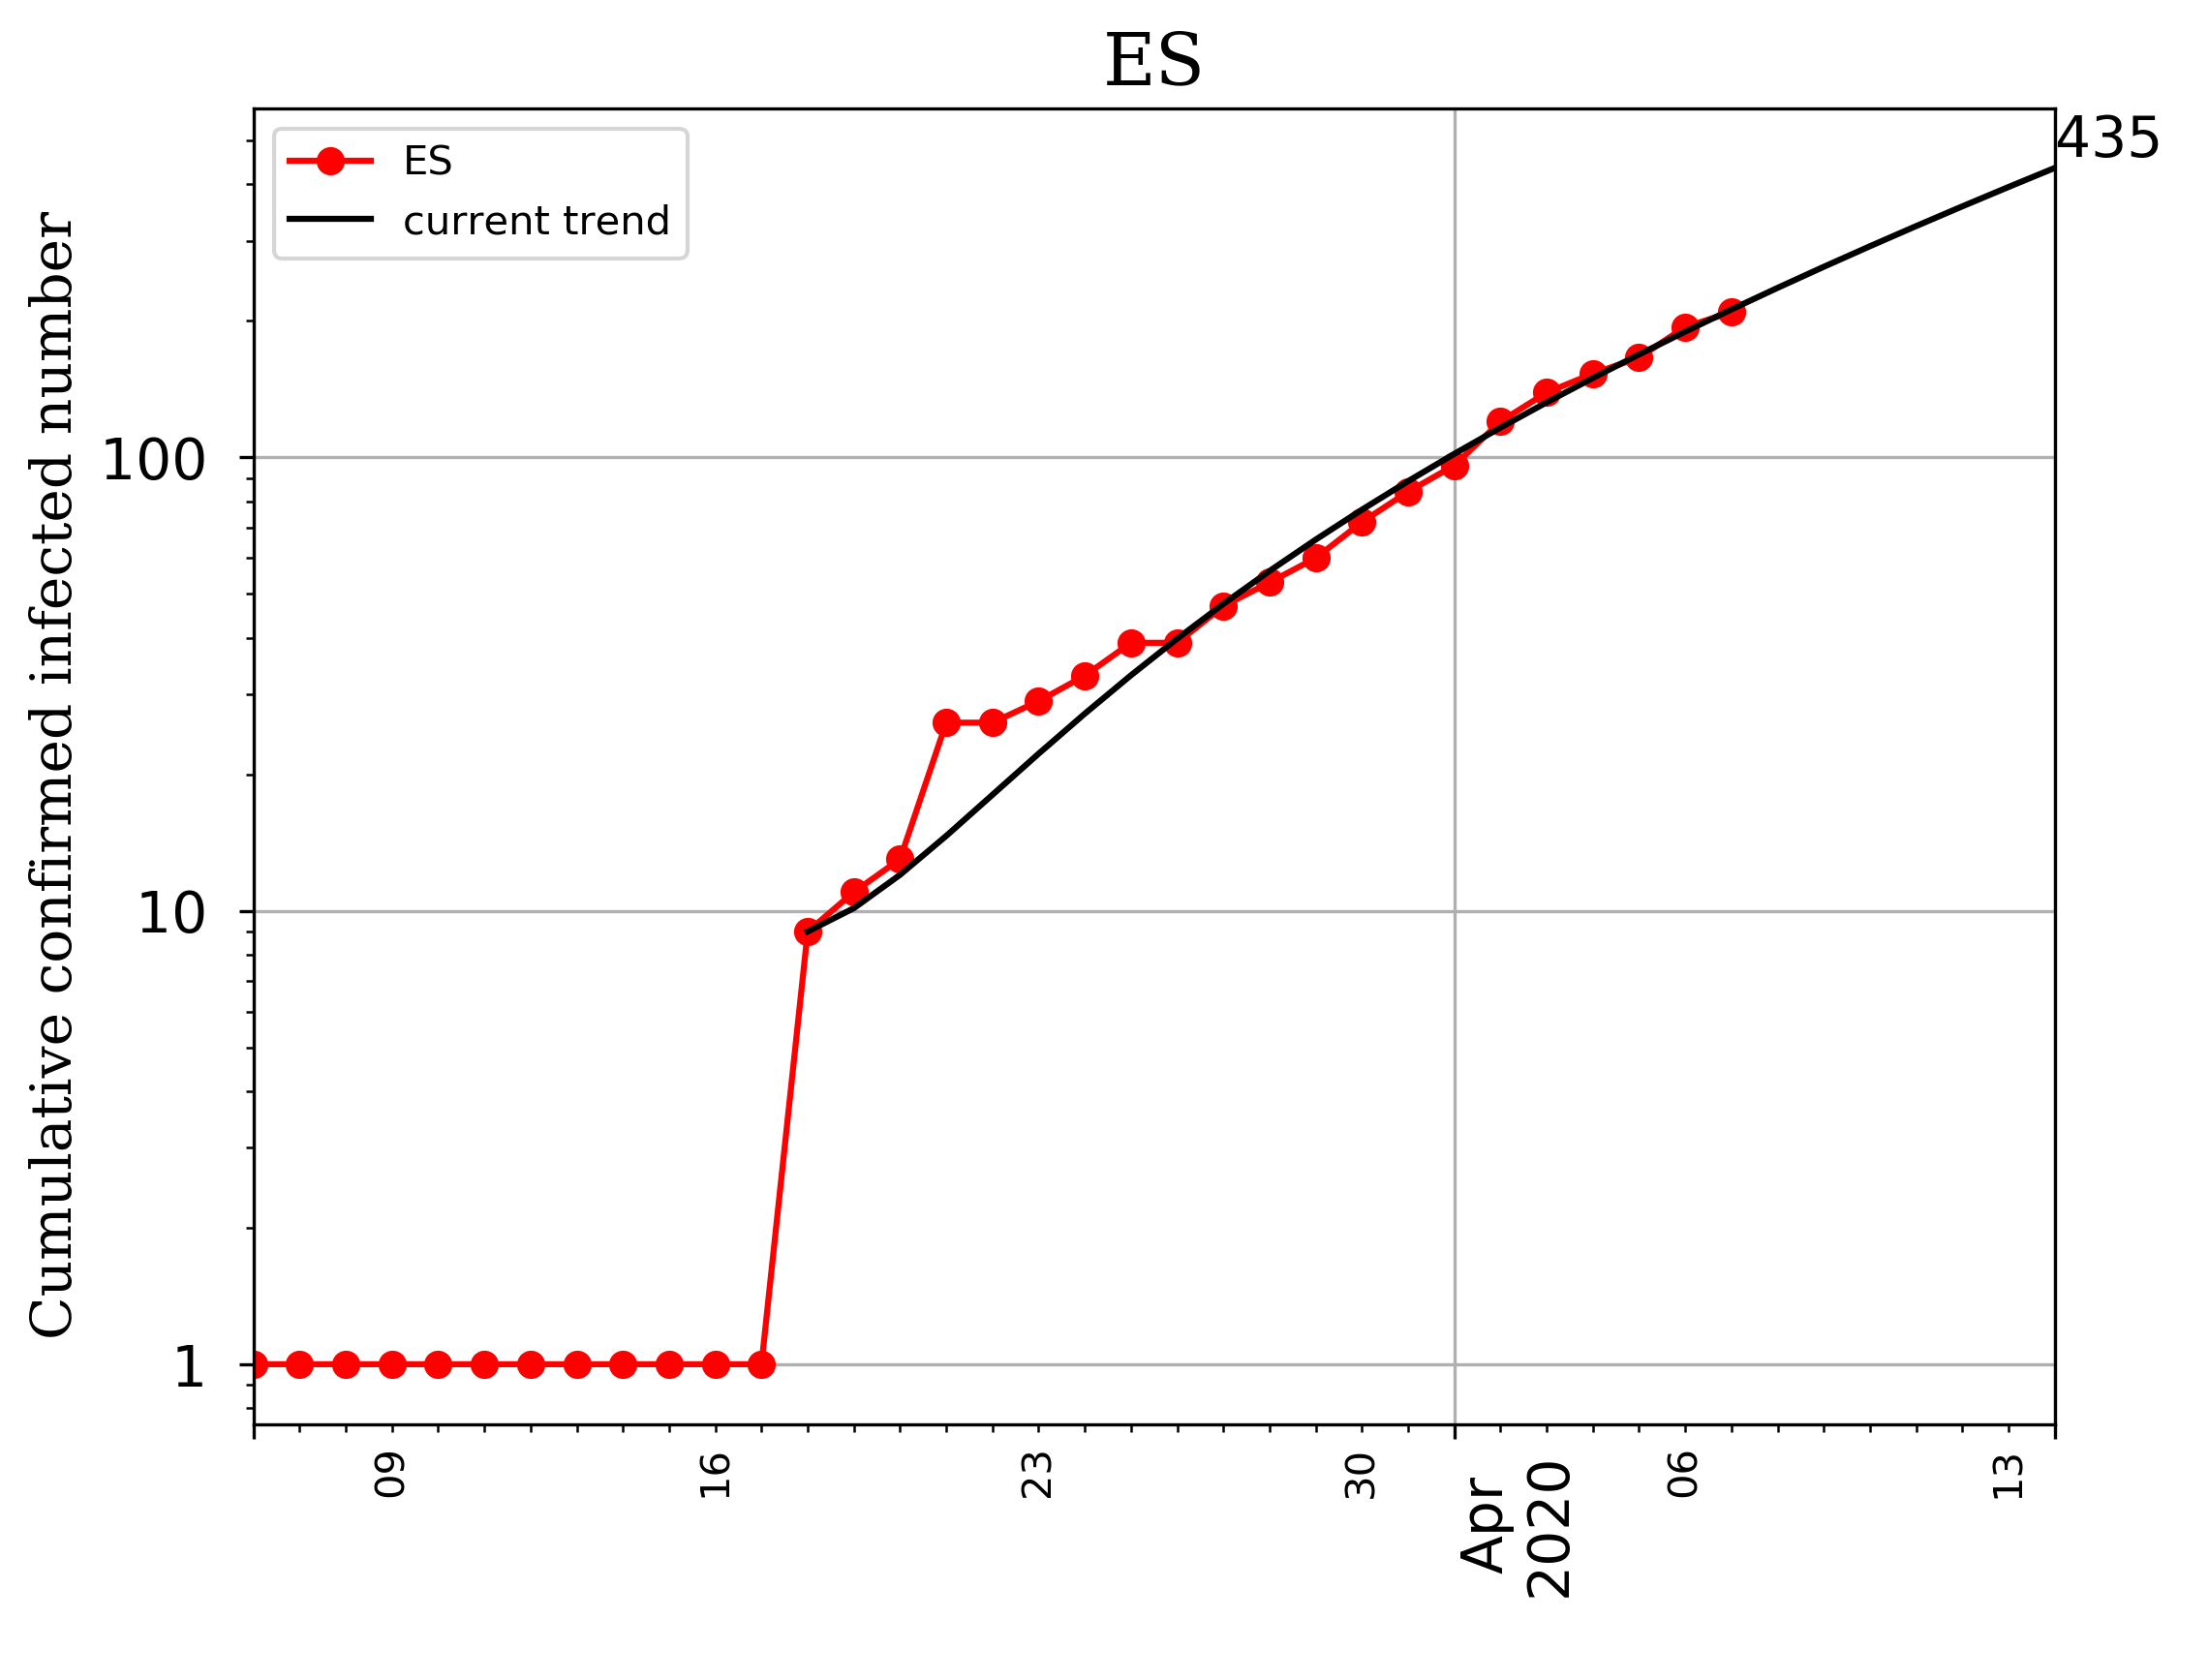 ES
435
ES
current trend
Cumulative confirmed infected number
100
10
1
09
16
23
30
Apr
2020
06
13